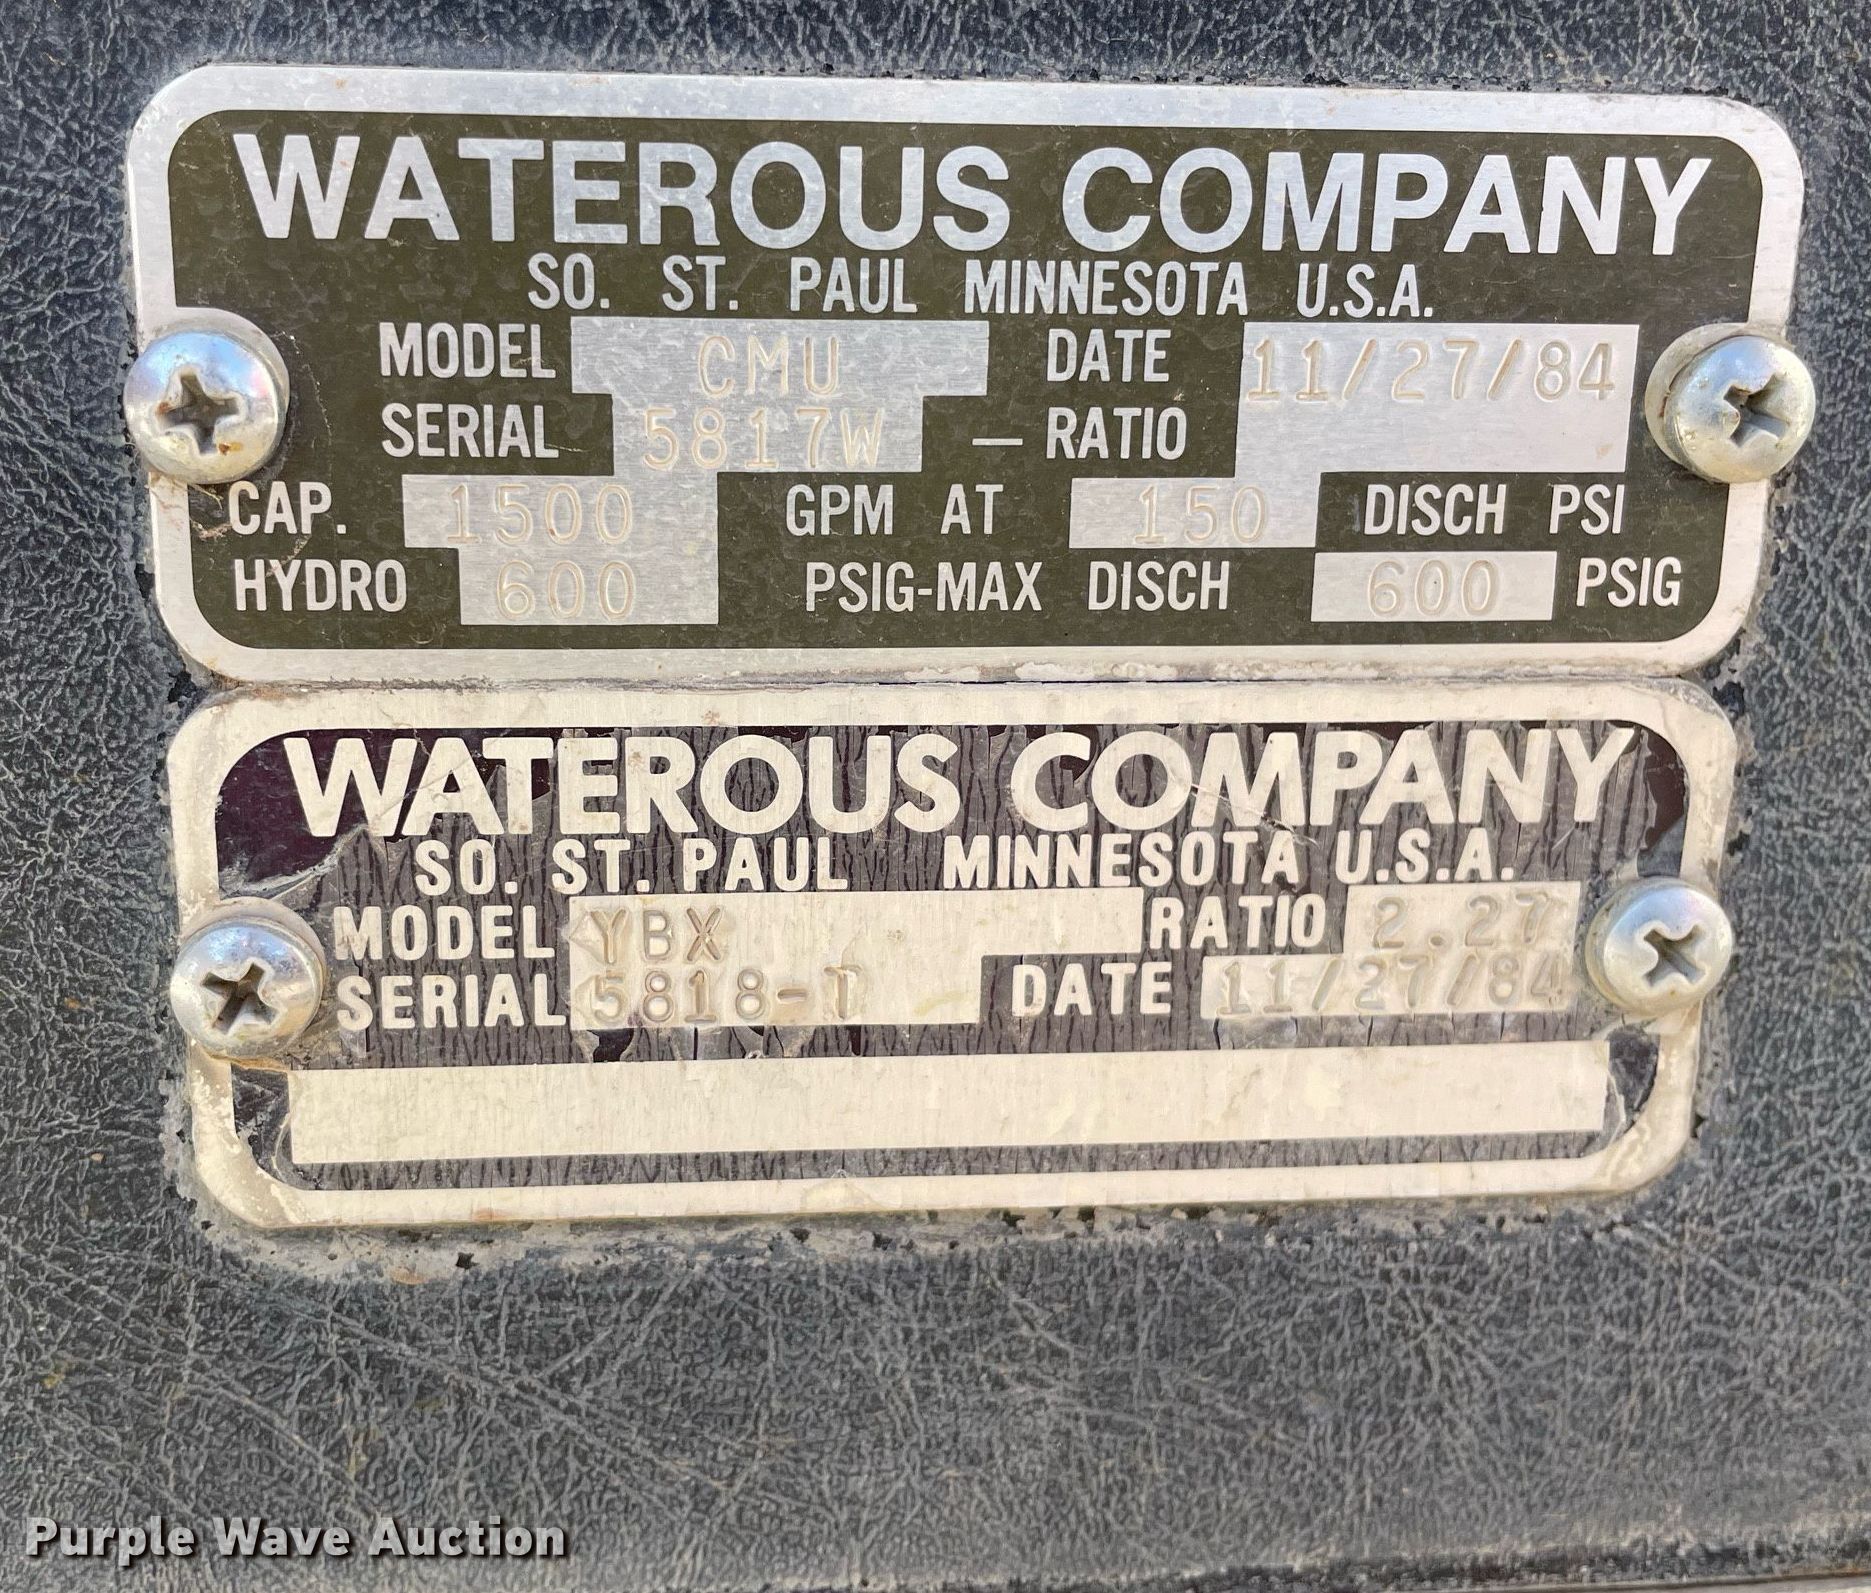 WATEROUS COMPANY
SO. ST. PAUL MINNESOTA U.S.A.
MODEL CMU DATE 11/27/84
SERIAL 5817W – RATIO
CAP. 1500 GPM AT 150 DISCH PSI
HYDRO 600 PSIG-MAX DISCH 600 PSIG
WATEROUS COMPANY
SO. ST. PAUL MINNESOTA U.S.A.
MODEL YBX RATIO 2.27
SERIAL 5818-T DATE 11/27/84
Purple Wave Auction